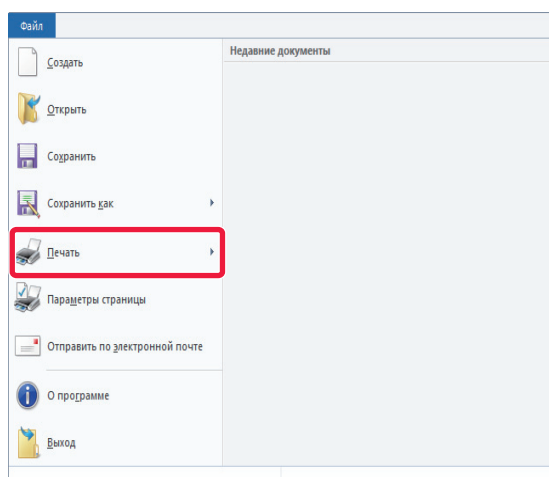 Файл
Недавние документы
Создать
Открыть
Сохранить
Сохранить как
Печать
Параметры страницы
Отправить по электронной почте
О программе
Выход